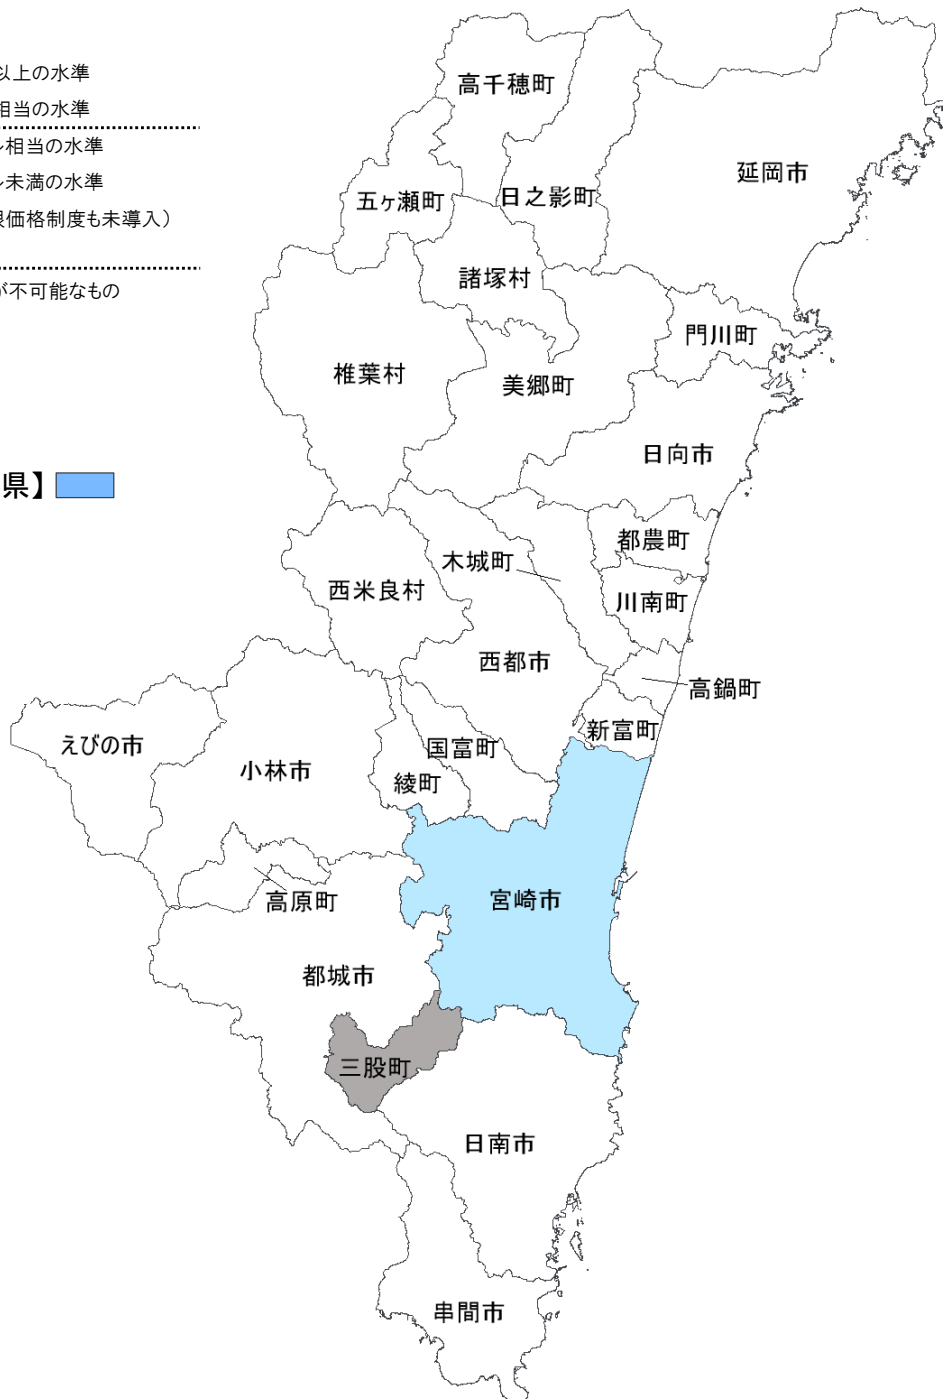 以上の水準
相当の水準
ル相当の水準
ル未満の水準
限価格制度も未導入）
が不可能なもの
県】
高千穂町
延岡市
五ヶ瀬町
日之影町
諸塚村
門川町
椎葉村
美郷町
日向市
都農町
木城町
西米良村
川南町
西都市
高鍋町
新富町
えびの市
国富町
小林市
綾町
宮崎市
高原町
都城市
三股町
日南市
串間市